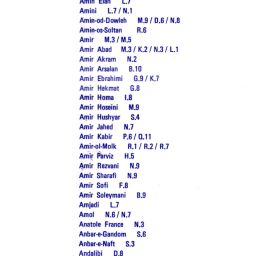 Amin Elah L.7
Amini L.7 / N.1
Amin-od-Dowleh M.9 / D.6 / N.8
Amin-os-Soltan R.6
Amir M.3 / M.5
Amir Abad M.3 / K.2 / N.3 / L.1
Amir Akram N.2
Amir Arsalan B.10
Amir Ebrahimi G.9 / K.7
Amir Hekmat G.8
Amir Homa I.8
Amir Hoseini M.9
Amir Hushyar S.4
Amir Jahed N.7
Amir Kabir P.6 / Q.11
Amir-ol-Molk R.1 / R.2 / R.7
Amir Parviz H.5
Amir Rezvani N.9
Amir Sharafi N.9
Amir Sofi F.8
Amir Soleymani B.9
Amjadi L.7
Amol N.6 / N.7
Anatole France N.3
Anbar-e-Gandom S.6
Anbar-e-Naft S.3
Andalibi D.8